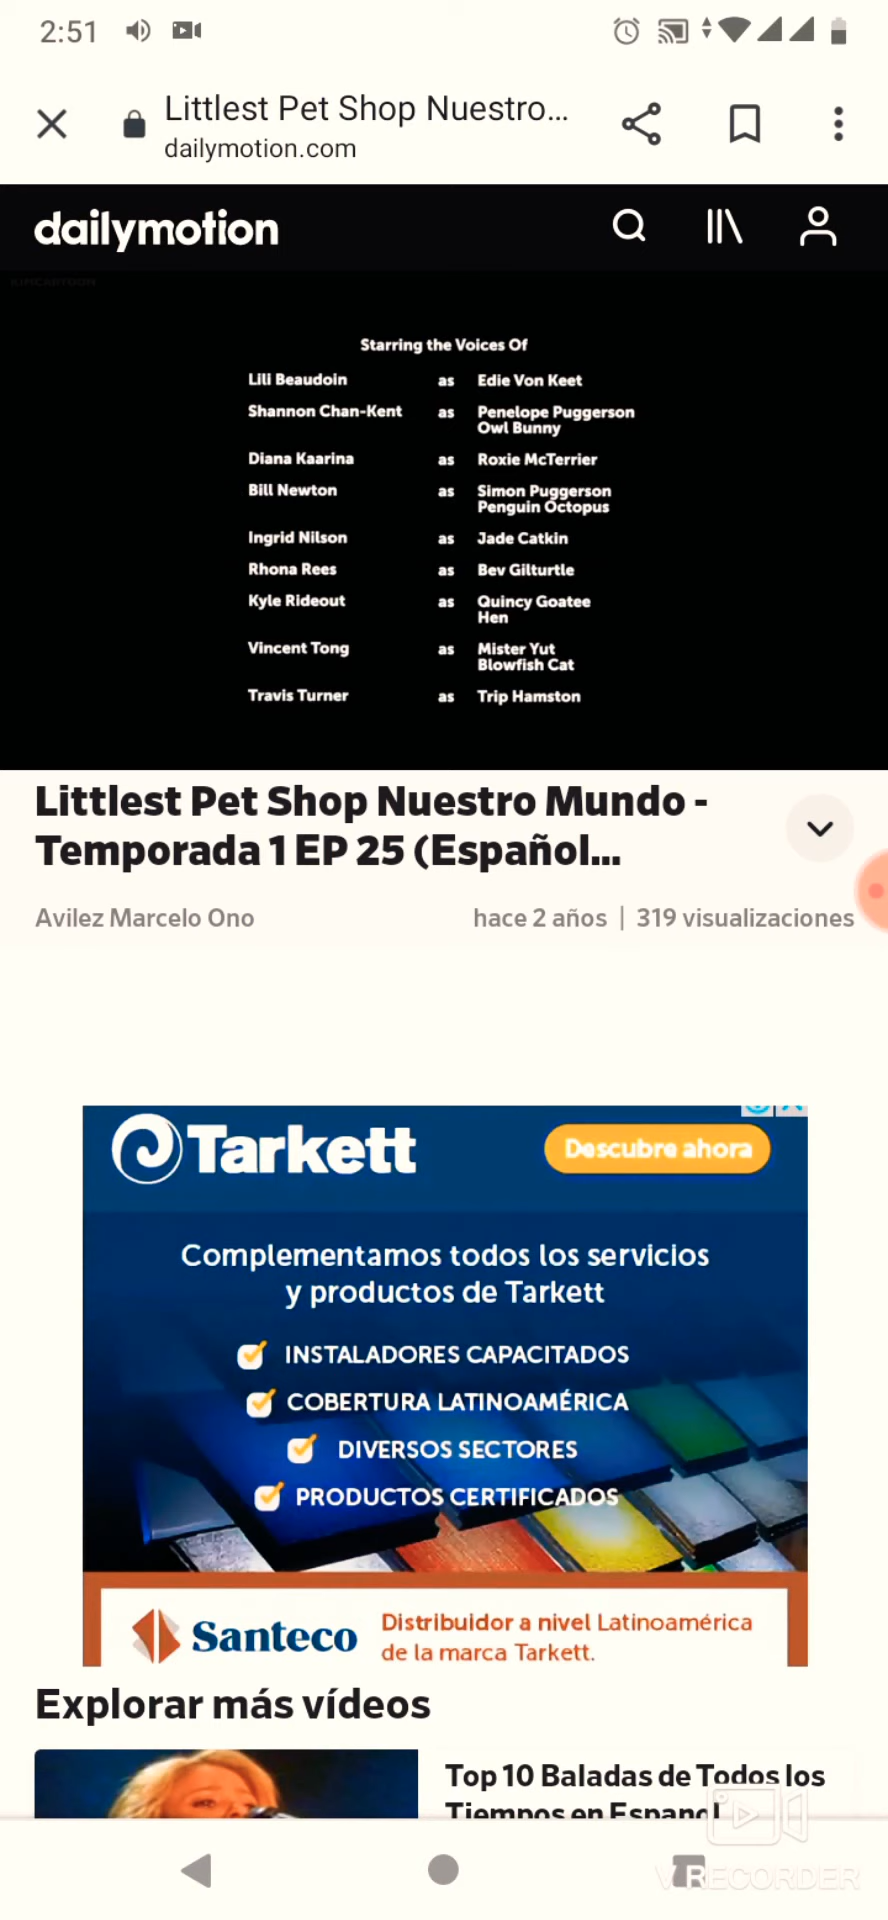 2:51
Littlest Pet Shop Nuestro...
dailymotion.com
dailymotion
KIMCARTOON
Starring the Voices Of
Lili Beaudoin as Edie Von Keet
Shannon Chan-Kent as Penelope Puggerson
Owl Bunny
Diana Kaarina as Roxie McTerrier
Bill Newton as Simon Puggerson
Penguin Octopus
Ingrid Nilson as Jade Catkin
Rhona Rees as Bev Gilturtle
Kyle Rideout as Quincy Goatee
Hen
Vincent Tong as Mister Yut
Blowfish Cat
Travis Turner as Trip Hamston
Littlest Pet Shop Nuestro Mundo -
Temporada 1 EP 25 (Español...
Avilez Marcelo Ono hace 2 años | 319 visualizaciones
Tarkett Descubre ahora
Complementamos todos los servicios
y productos de Tarkett
INSTALADORES CAPACITADOS
COBERTURA LATINOAMÉRICA
DIVERSOS SECTORES
PRODUCTOS CERTIFICADOS
Santeco Distribuidor a nivel Latinoamérica
de la marca Tarkett.
Explorar más vídeos
Top 10 Baladas de Todos los
Tiempos en Espanol
V RECORDER